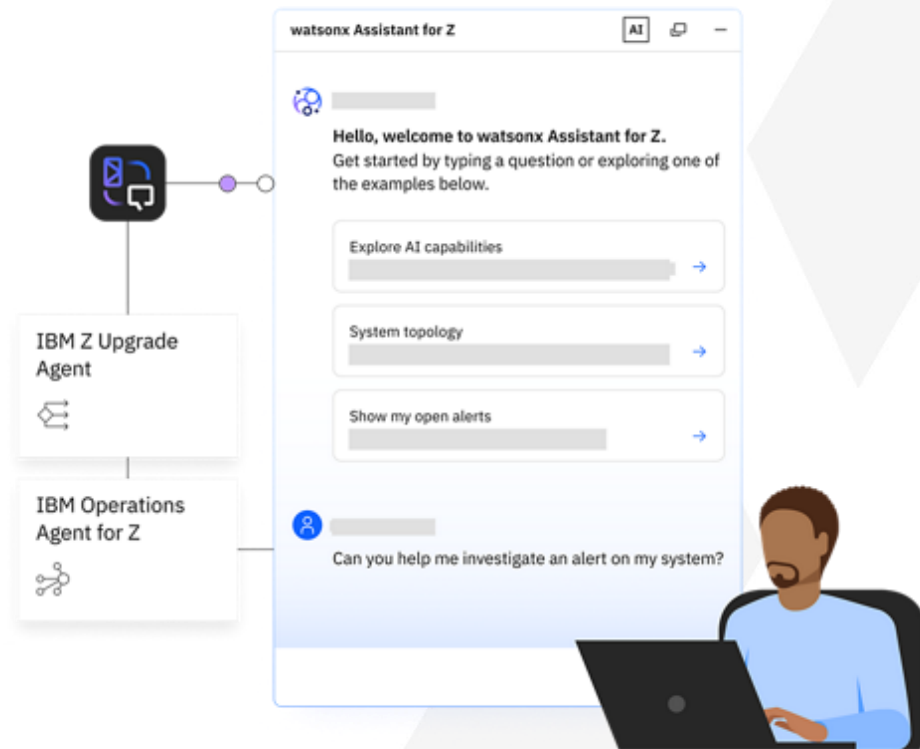 watsonx Assistant for Z
AI
Hello, welcome to watsonx Assistant for Z.
Get started by typing a question or exploring one of
the examples below.
Explore AI capabilities
System topology
Show my open alerts
Can you help me investigate an alert on my system?
IBM Z Upgrade
Agent
IBM Operations
Agent for Z